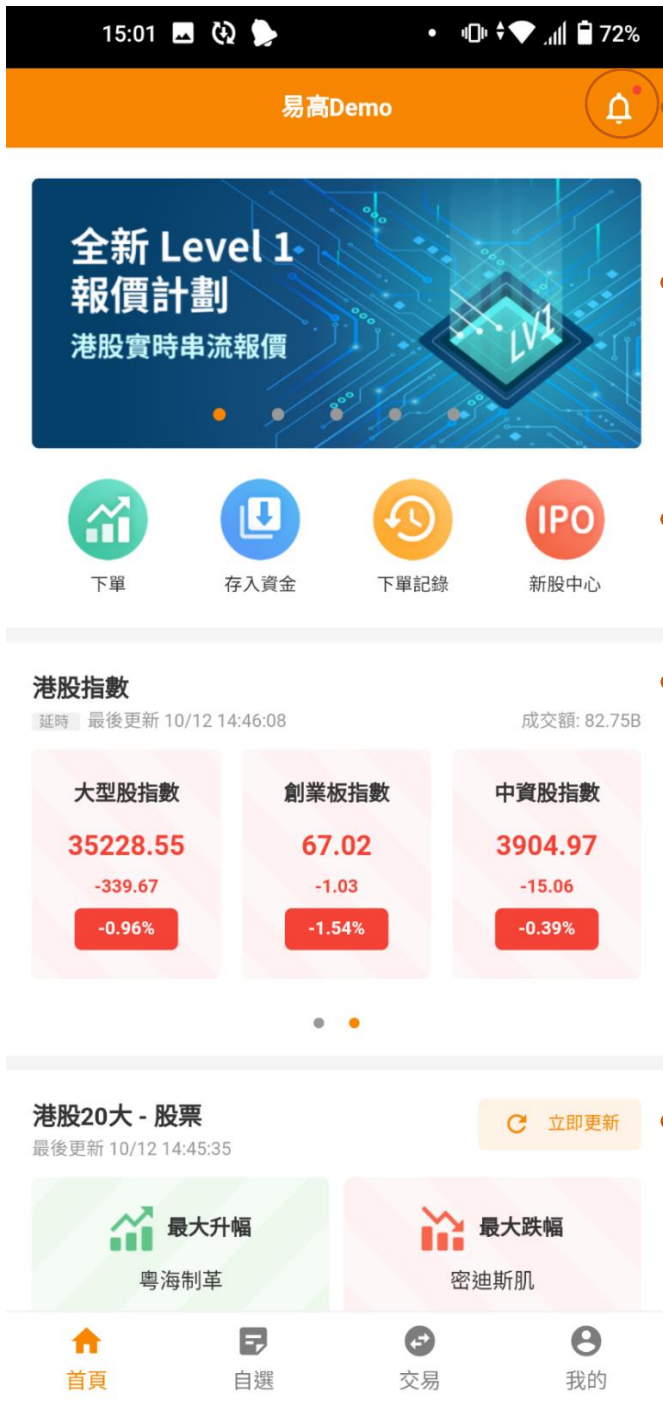 15:01
72%
易高Demo
全新 Level 1
報價計劃
港股實時串流報價
LV1
IPO
下單 存入資金 下單記錄 新股中心
港股指數
延時 最後更新 10/12 14:46:08 成交額: 82.75B
大型股指數 創業板指數 中資股指數
35228.55 67.02 3904.97
-339.67 -1.03 -15.06
-0.96% -1.54% -0.39%
港股20大 - 股票
立即更新
最後更新 10/12 14:45:35
最大升幅 最大跌幅
粵海制革 密迪斯肌
首頁 自選 交易 我的